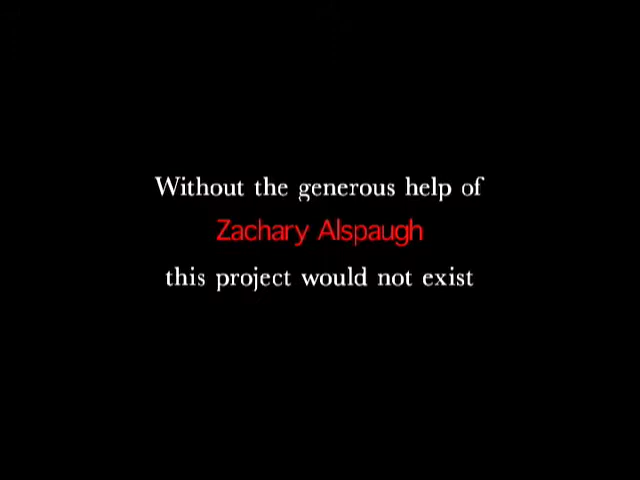 Without the generous help of
Zachary Alspaugh
this project would not exist